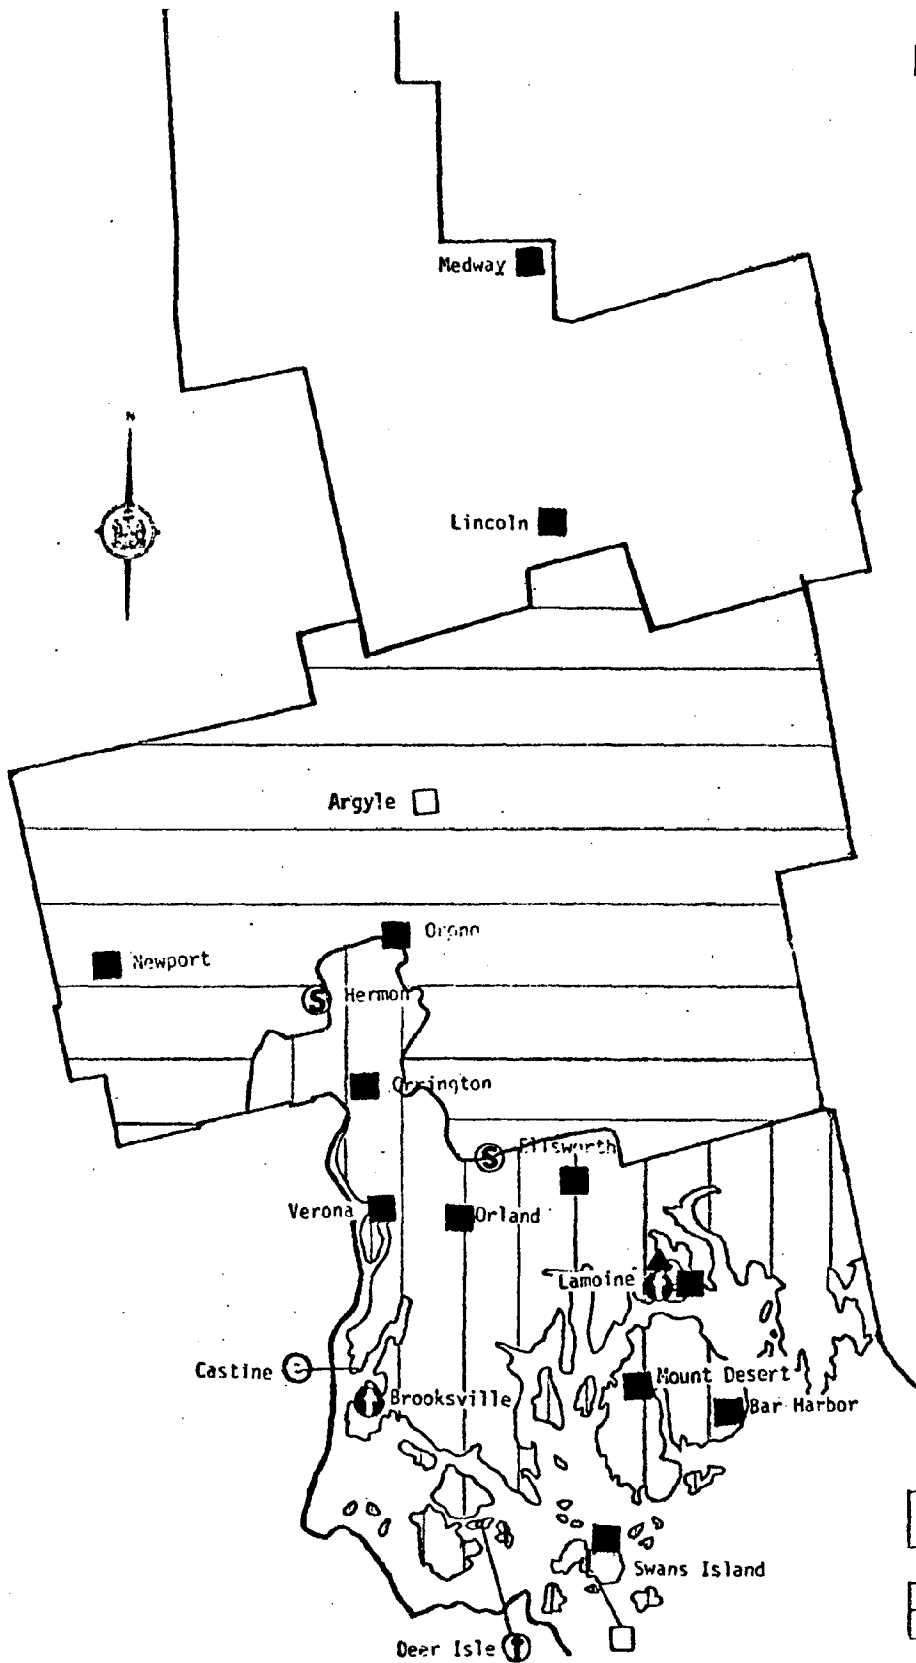 Medway
N
Lincoln
Argyle
Orono
Newport
S Hermon
Orrington
S Ellsworth
Verona
Orland
Lamoine
Castine
Mount Desert
Brooksville
Bar Harbor
Swans Island
Deer Isle